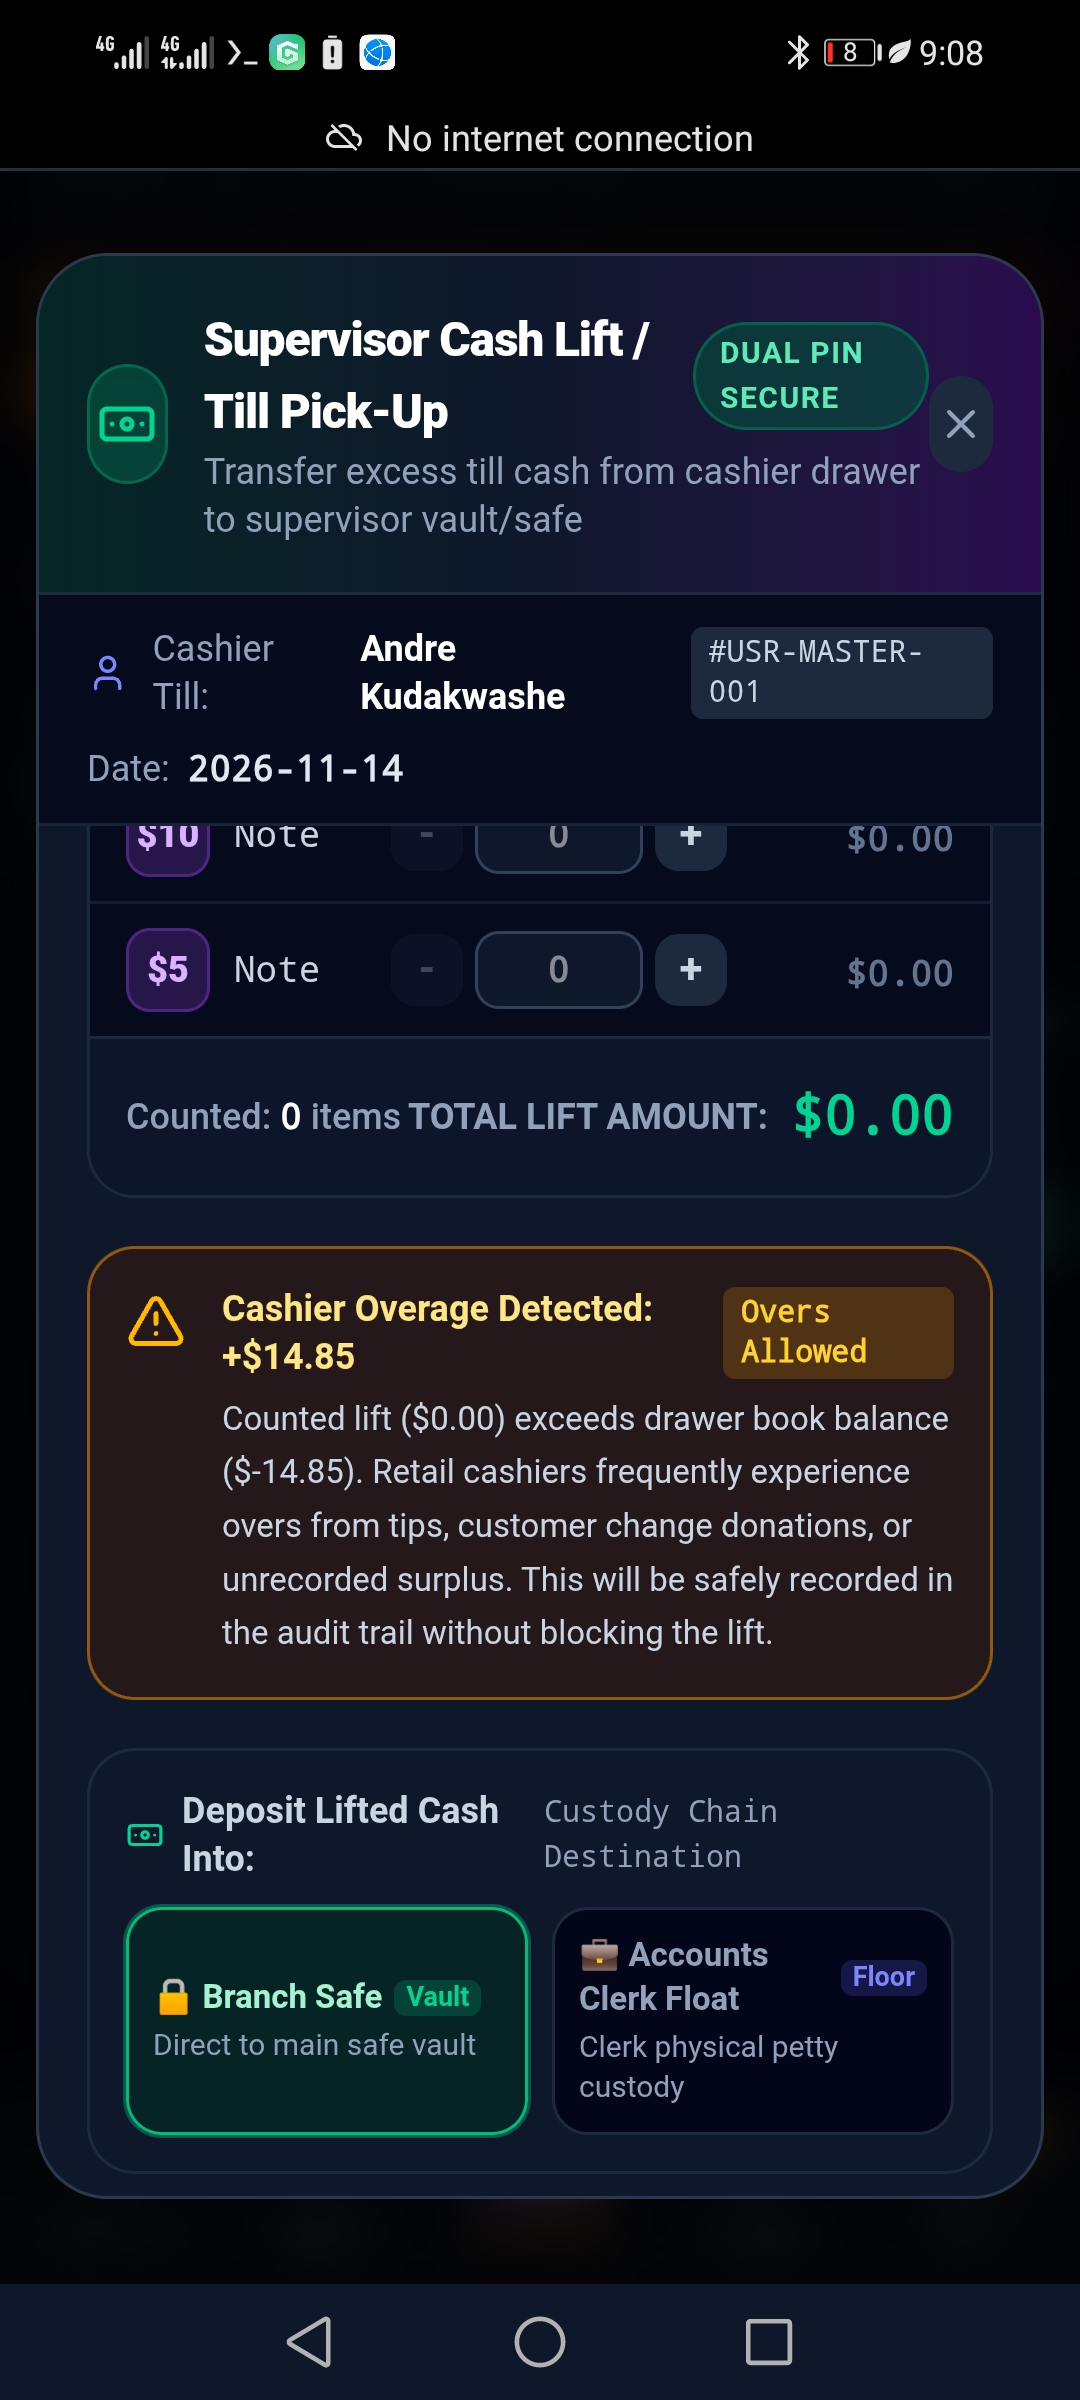 4G 4G 8 9:08
No internet connection
Supervisor Cash Lift /
Till Pick-Up
DUAL PIN
SECURE
Transfer excess till cash from cashier drawer
to supervisor vault/safe
Cashier
Till:
Andre
Kudakwashe
#USR-MASTER-
001
Date: 2026-11-14
$10 Note - 0 + $0.00
$5 Note - 0 + $0.00
Counted: 0 items TOTAL LIFT AMOUNT: $0.00
Cashier Overage Detected:
+$14.85
Overs
Allowed
Counted lift ($0.00) exceeds drawer book balance
($-14.85). Retail cashiers frequently experience
overs from tips, customer change donations, or
unrecorded surplus. This will be safely recorded in
the audit trail without blocking the lift.
Deposit Lifted Cash
Into:
Custody Chain
Destination
Branch Safe Vault
Direct to main safe vault
Accounts
Clerk Float
Floor
Clerk physical petty
custody